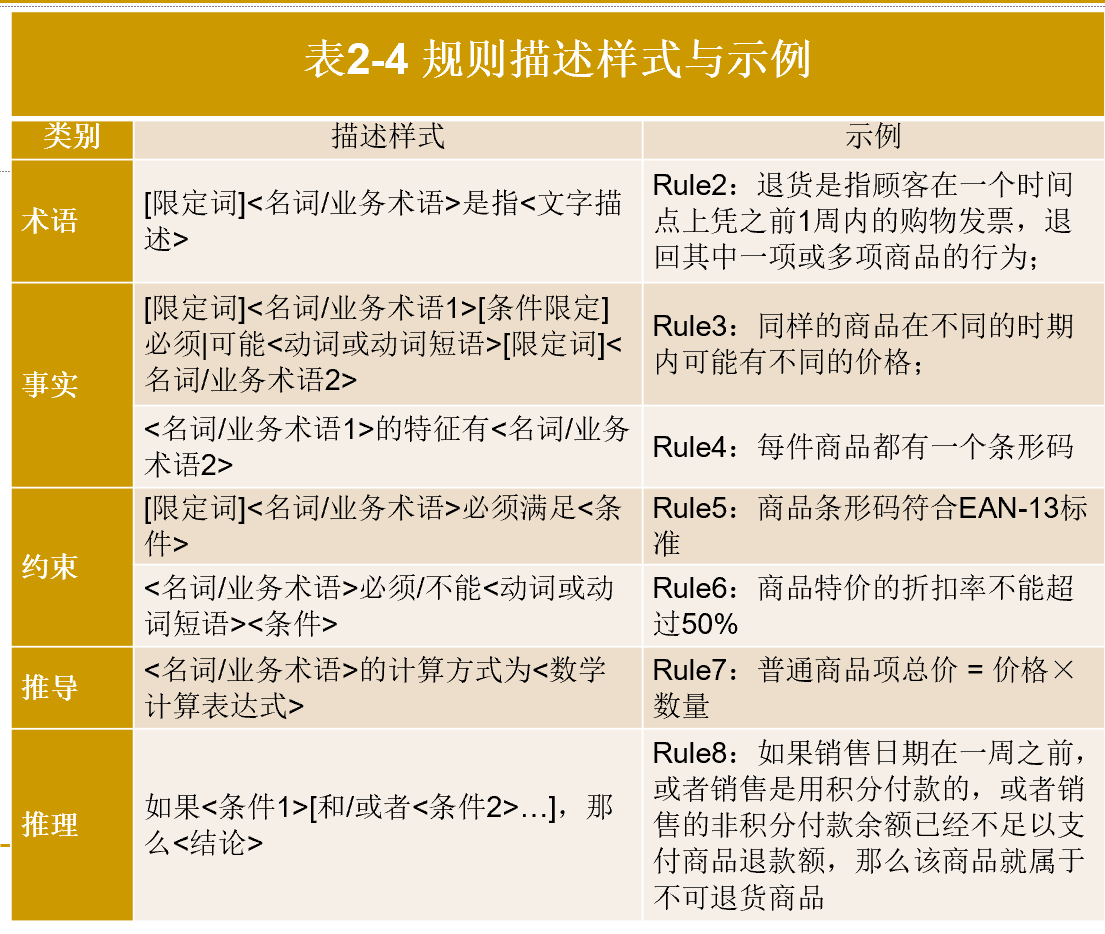 表2-4 规则描述样式与示例
类别
描述样式
示例
术语
[限定词]<名词/业务术语>是指<文字描
述>
Rule2：退货是指顾客在一个时间
点上凭之前1周内的购物发票，退
回其中一项或多项商品的行为；
事实
[限定词]<名词/业务术语1>[条件限定]
必须|可能<动词或动词短语>[限定词]<
名词/业务术语2>
Rule3：同样的商品在不同的时期
内可能有不同的价格；
<名词/业务术语1>的特征有<名词/业务
术语2>
Rule4：每件商品都有一个条形码
约束
[限定词]<名词/业务术语>必须满足<条
件>
Rule5：商品条形码符合EAN-13标
准
<名词/业务术语>必须/不能<动词或动
词短语><条件>
Rule6：商品特价的折扣率不能超
过50%
推导
<名词/业务术语>的计算方式为<数学
计算表达式>
Rule7：普通商品项总价 = 价格×
数量
推理
如果<条件1>[和/或者<条件2>…]，那
么<结论>
Rule8：如果销售日期在一周之前，
或者销售是用积分付款的，或者销
售的非积分付款余额已经不足以支
付商品退款额，那么该商品就属于
不可退货商品